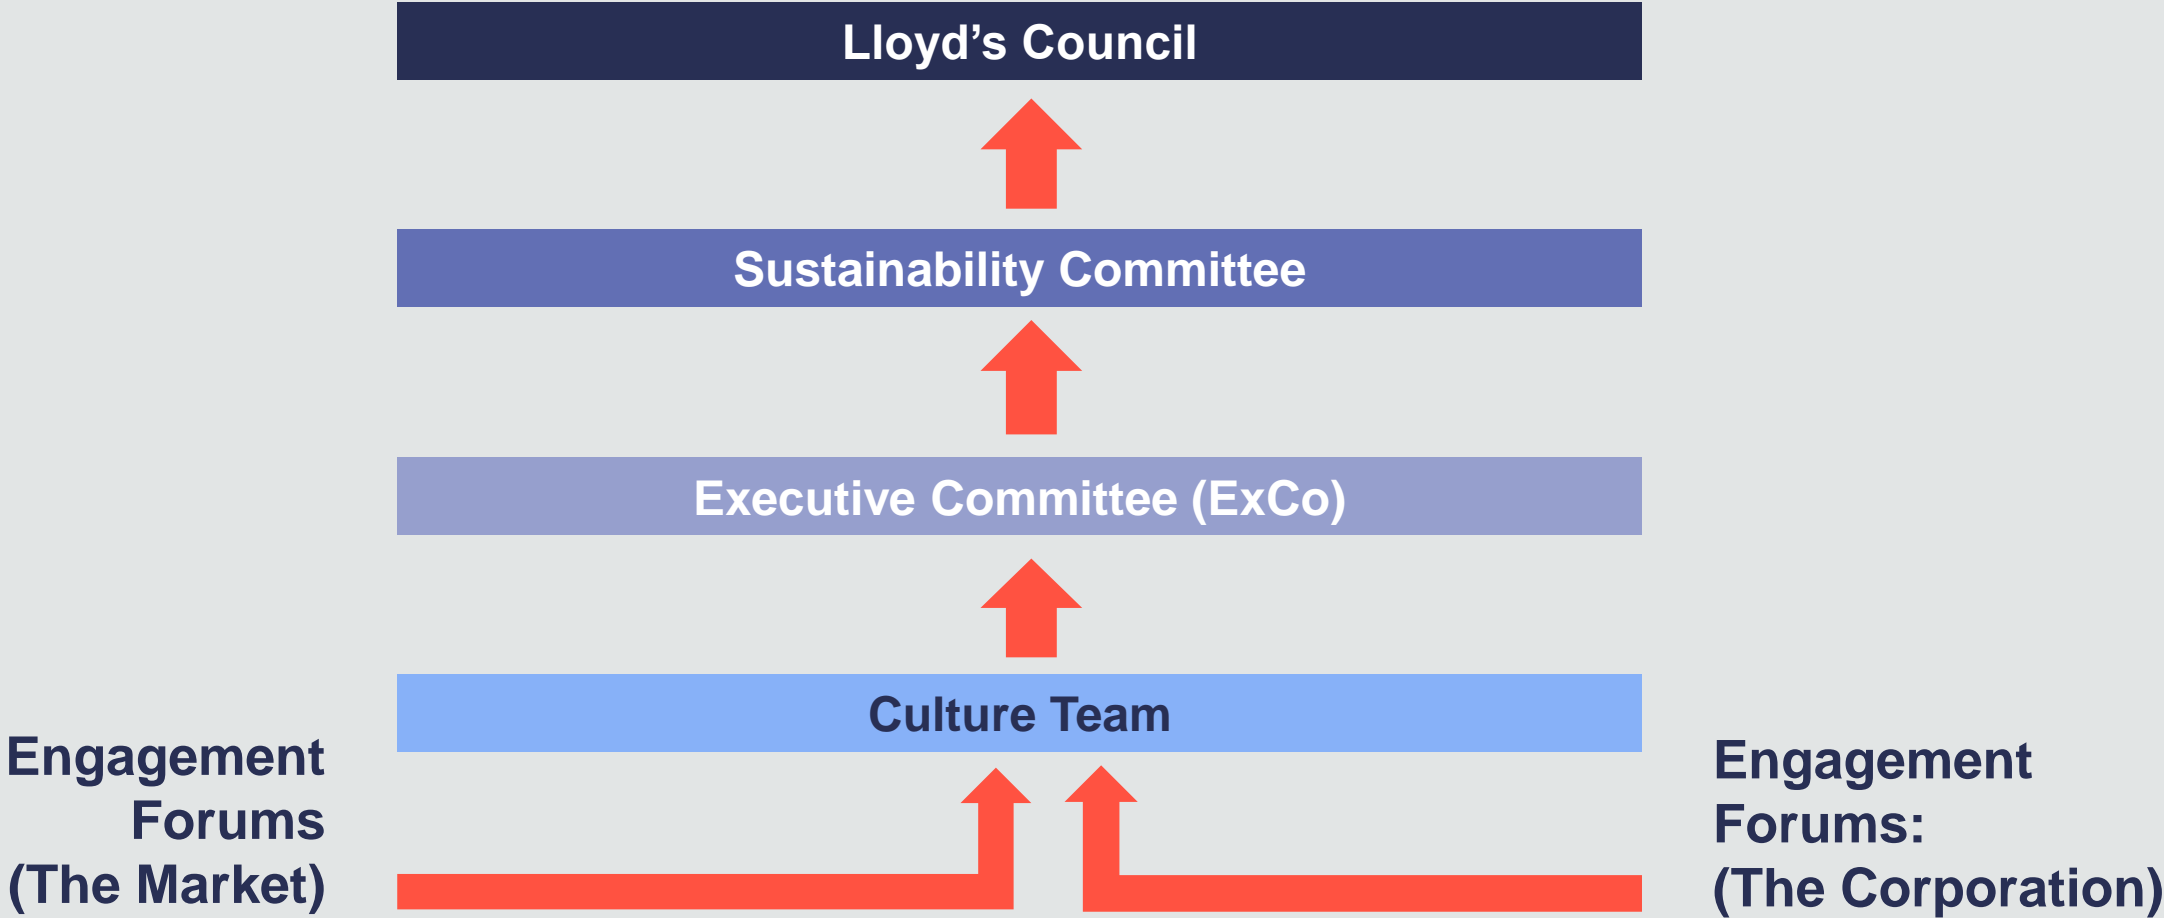 Lloyd’s Council
Sustainability Committee
Executive Committee (ExCo)
Culture Team
Engagement
Forums
(The Market)
Engagement
Forums:
(The Corporation)